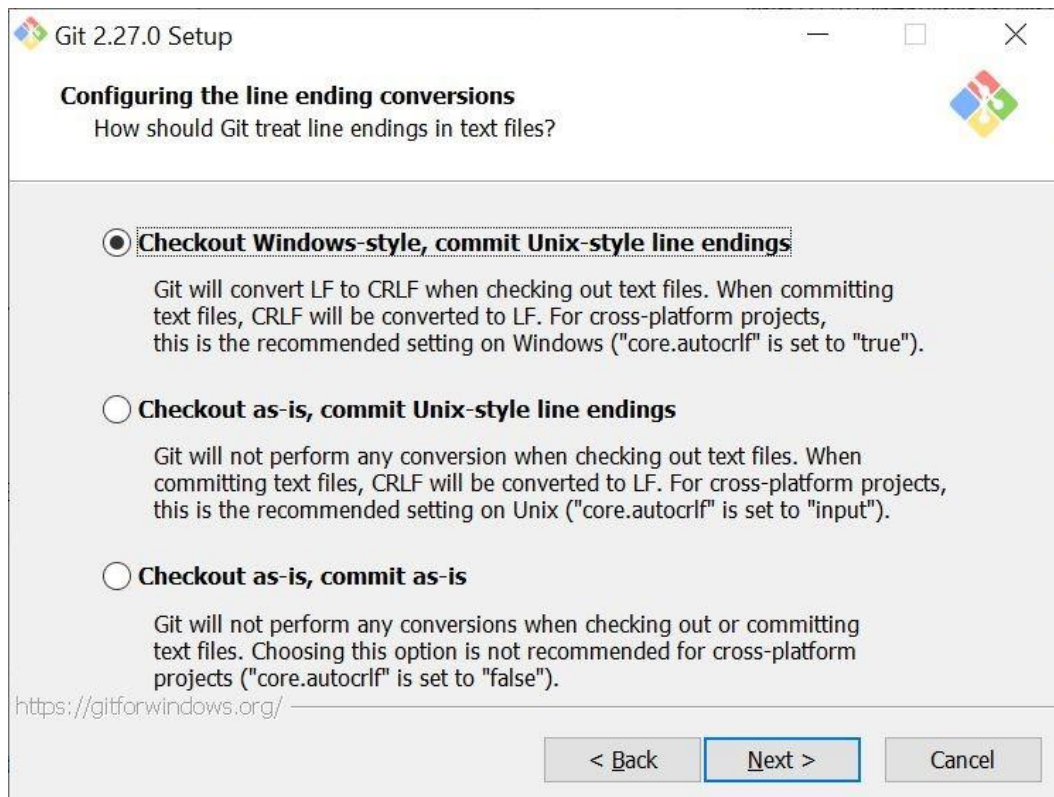 Git 2.27.0 Setup
Configuring the line ending conversions
How should Git treat line endings in text files?
Checkout Windows-style, commit Unix-style line endings
Git will convert LF to CRLF when checking out text files. When committing
text files, CRLF will be converted to LF. For cross-platform projects,
this is the recommended setting on Windows ("core.autocrlf" is set to "true").
Checkout as-is, commit Unix-style line endings
Git will not perform any conversion when checking out text files. When
committing text files, CRLF will be converted to LF. For cross-platform projects,
this is the recommended setting on Unix ("core.autocrlf" is set to "input").
Checkout as-is, commit as-is
Git will not perform any conversions when checking out or committing
text files. Choosing this option is not recommended for cross-platform
projects ("core.autocrlf" is set to "false").
https://gitforwindows.org/
< Back
Next >
Cancel